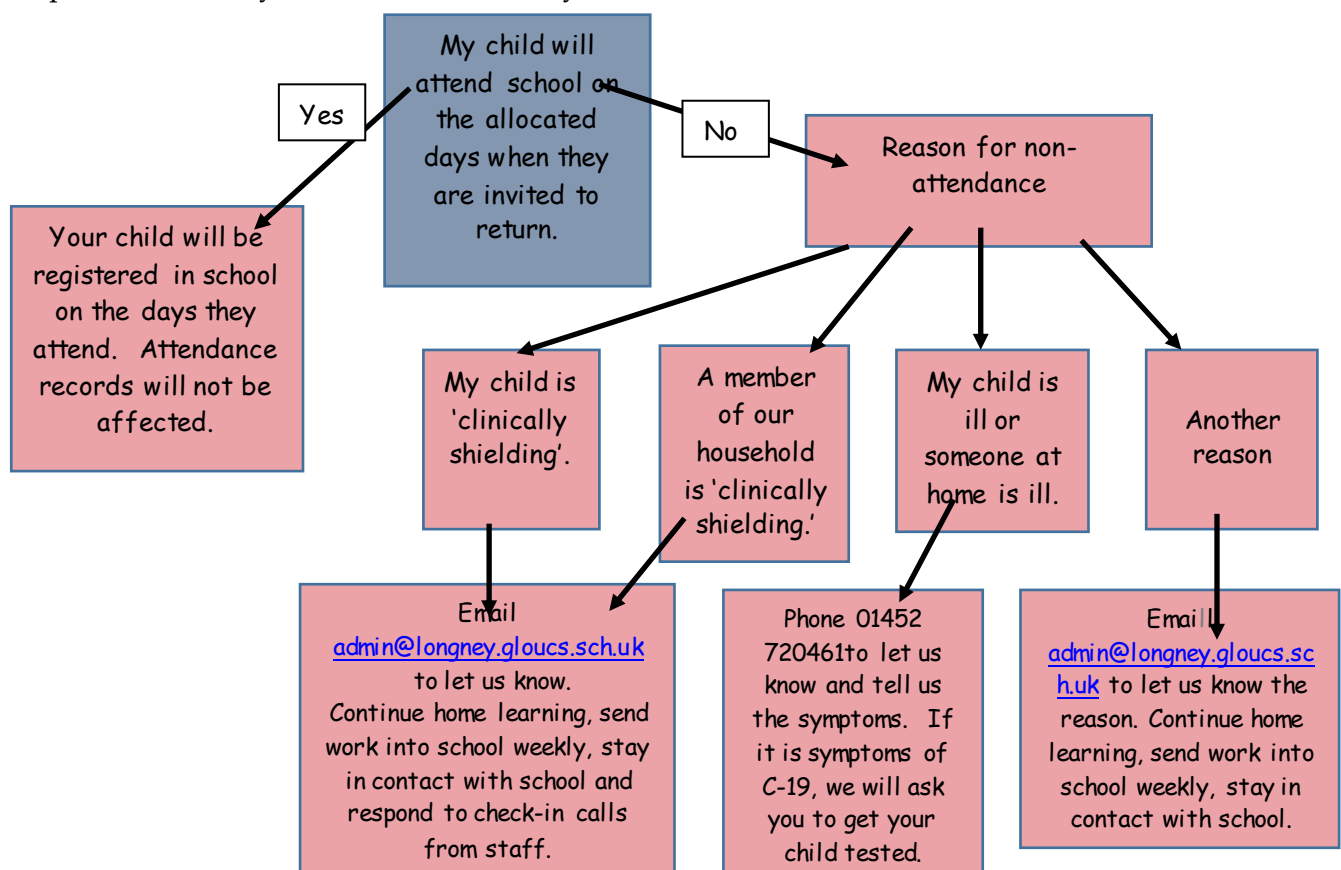 My child will
attend school on
the allocated
days when they
are invited to
return.
Yes
No
Reason for non-
attendance
Your child will be
registered in school
on the days they
attend. Attendance
records will not be
affected.
My child is
‘clinically
shielding’.
A member
of our
household
is ‘clinically
shielding.’
My child is
ill or
someone at
home is ill.
Another
reason
Email
admin@longney.gloucs.sch.uk
to let us know.
Continue home learning, send
work into school weekly, stay
in contact with school and
respond to check-in calls
from staff.
Phone 01452
720461to let us
know and tell us
the symptoms. If
it is symptoms of
C-19, we will ask
you to get your
child tested.
Emaill
admin@longney.gloucs.sc
h.uk to let us know the
reason. Continue home
learning, send work into
school weekly, stay in
contact with school.